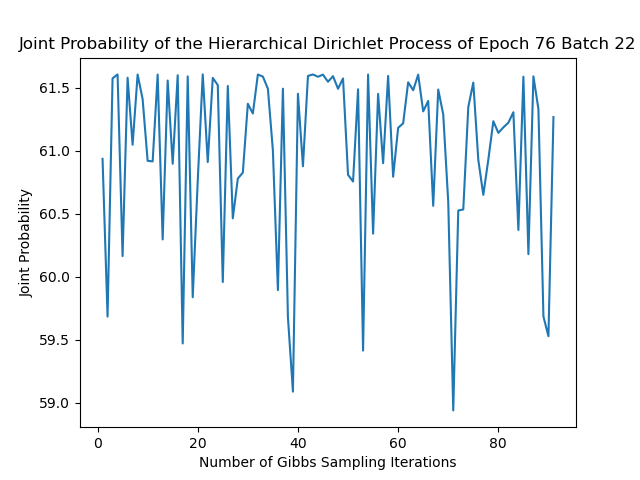 Joint Probability of the Hierarchical Dirichlet Process of Epoch 76 Batch 22
61.5
61.0
60.5
60.0
59.5
59.0
Joint Probability
0 20 40 60 80
Number of Gibbs Sampling Iterations